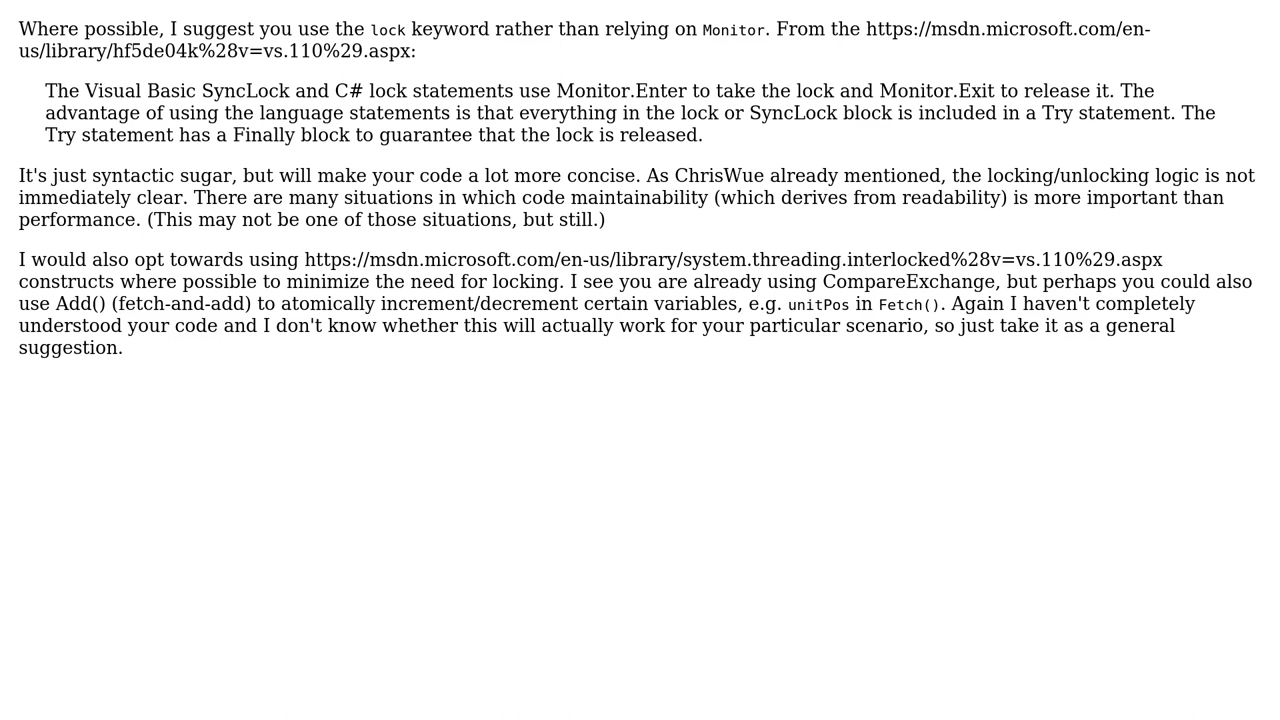 Where possible, I suggest you use the lock keyword rather than relying on Monitor. From the https://msdn.microsoft.com/en-
us/library/hf5de04k%28v=vs.110%29.aspx:
The Visual Basic SyncLock and C# lock statements use Monitor.Enter to take the lock and Monitor.Exit to release it. The
advantage of using the language statements is that everything in the lock or SyncLock block is included in a Try statement. The
Try statement has a Finally block to guarantee that the lock is released.
It's just syntactic sugar, but will make your code a lot more concise. As ChrisWue already mentioned, the locking/unlocking logic is not
immediately clear. There are many situations in which code maintainability (which derives from readability) is more important than
performance. (This may not be one of those situations, but still.)
I would also opt towards using https://msdn.microsoft.com/en-us/library/system.threading.interlocked%28v=vs.110%29.aspx
constructs where possible to minimize the need for locking. I see you are already using CompareExchange, but perhaps you could also
use Add() (fetch-and-add) to atomically increment/decrement certain variables, e.g. unitPos in Fetch(). Again I haven't completely
understood your code and I don't know whether this will actually work for your particular scenario, so just take it as a general
suggestion.